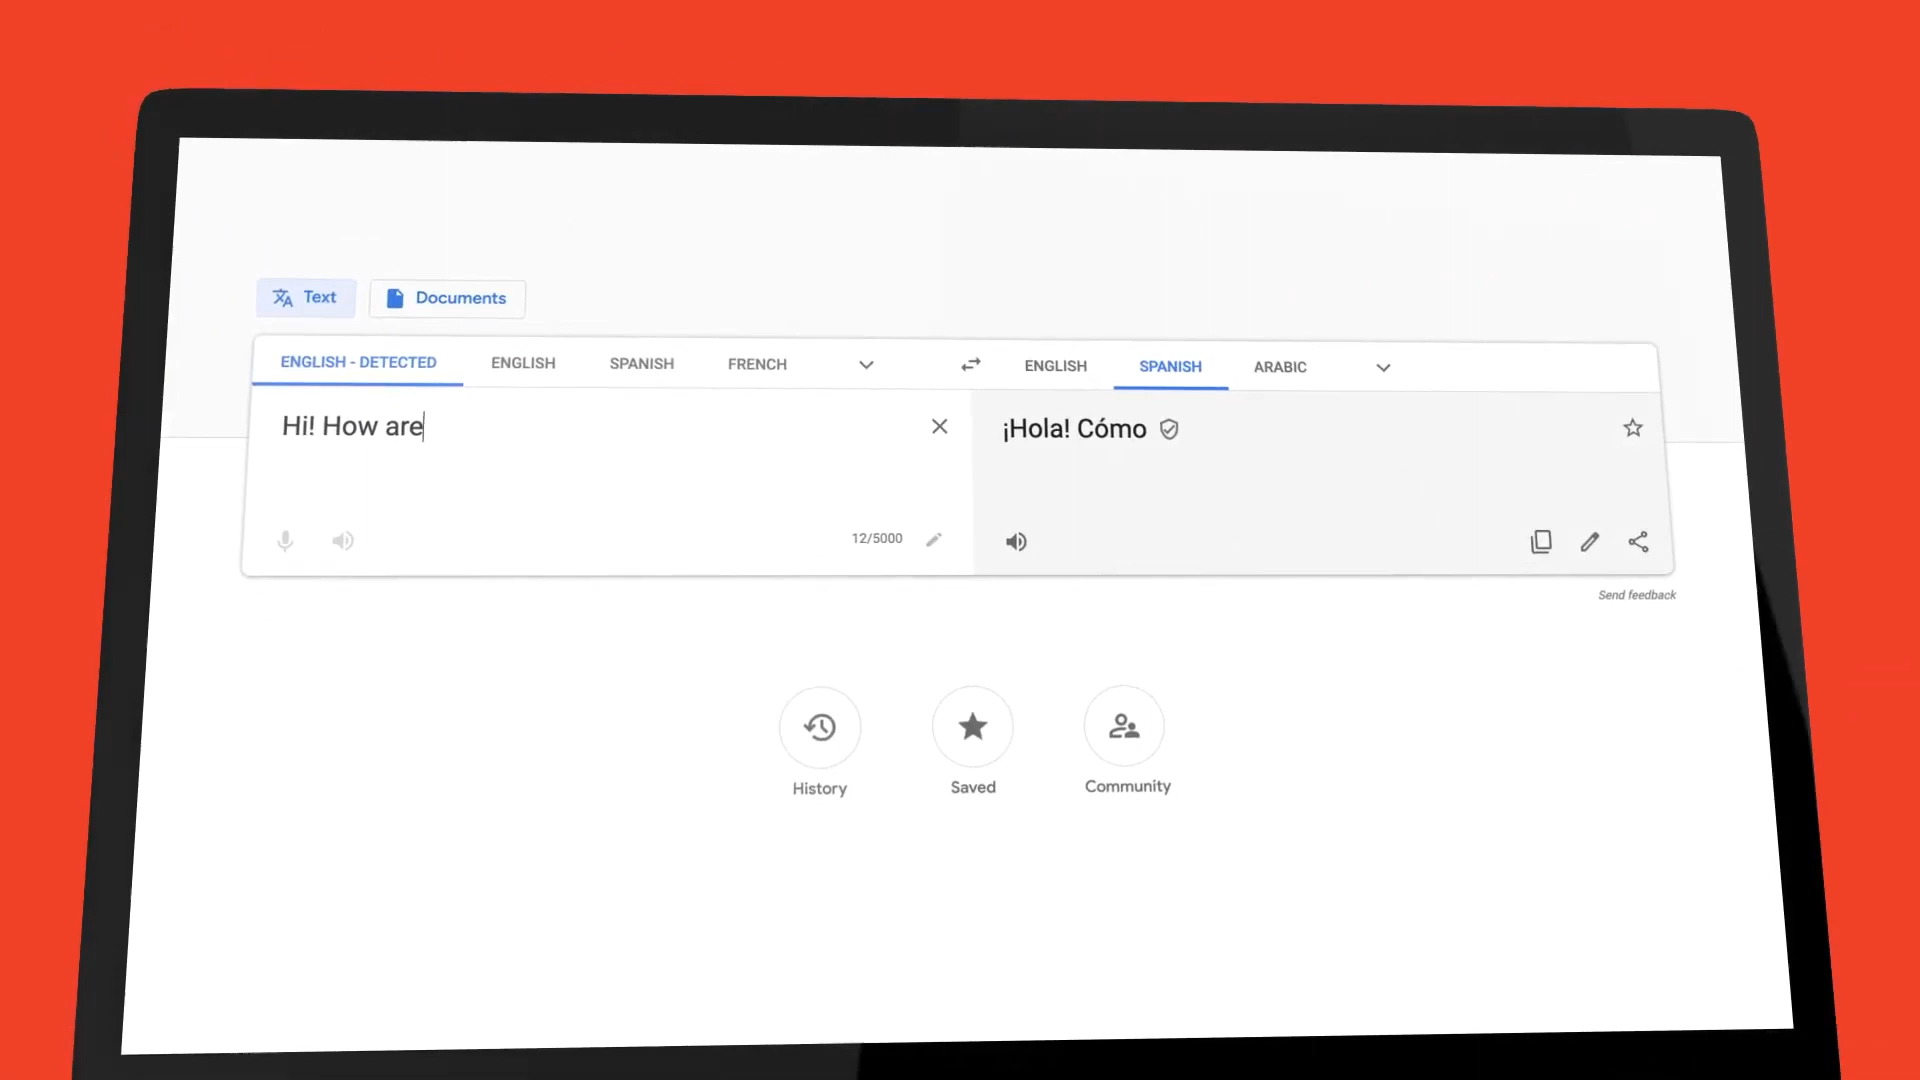 Text
Documents
ENGLISH - DETECTED
ENGLISH
SPANISH
FRENCH
ENGLISH
SPANISH
ARABIC
Hi! How are
¡Hola! Cómo
12/5000
Send feedback
History
Saved
Community